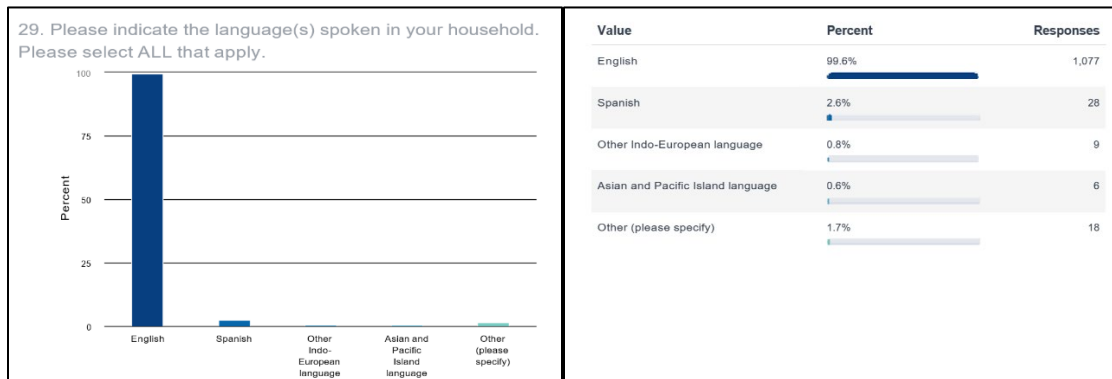 29. Please indicate the language(s) spoken in your household.
Please select ALL that apply.
100
75
50
25
0
Percent
English
Spanish
Other
Indo-
European
language
Asian and
Pacific
Island
language
Other
(please
specify)
Value Percent Responses
English 99.6% 1,077
Spanish 2.6% 28
Other Indo-European language 0.8% 9
Asian and Pacific Island language 0.6% 6
Other (please specify) 1.7% 18